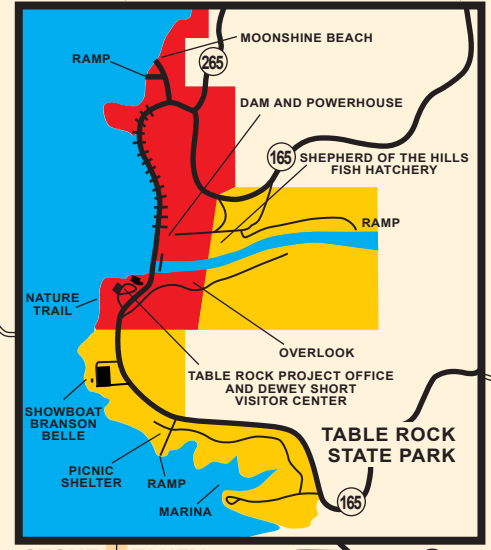 MOONSHINE BEACH
RAMP
265
DAM AND POWERHOUSE
165
SHEPHERD OF THE HILLS
FISH HATCHERY
RAMP
NATURE
TRAIL
OVERLOOK
TABLE ROCK PROJECT OFFICE
AND DEWEY SHORT
VISITOR CENTER
SHOWBOAT
BRANSON
BELLE
TABLE ROCK
STATE PARK
PICNIC
SHELTER
RAMP
MARINA
165